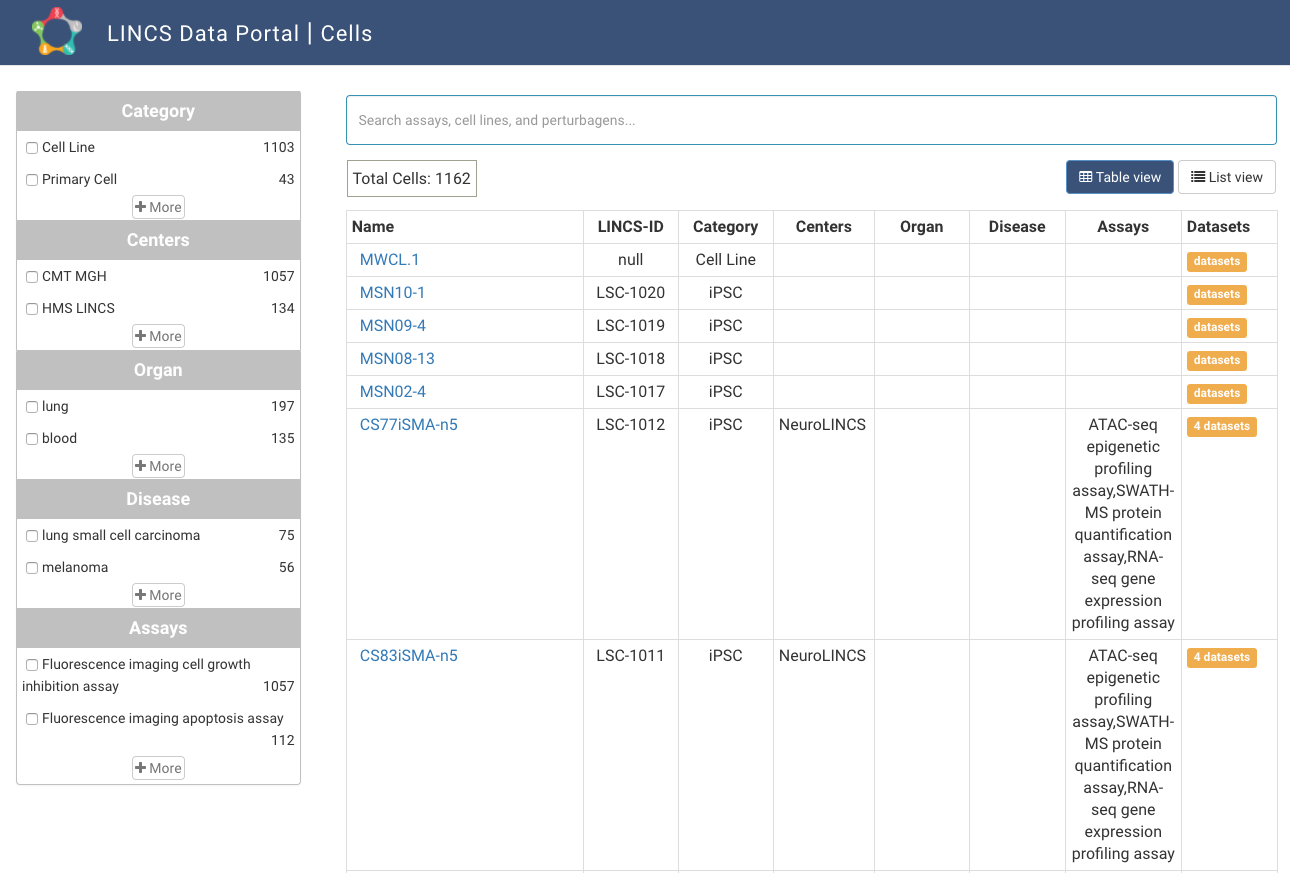 LINCS Data Portal | Cells
Category
Cell Line 1103
Primary Cell 43
More
Centers
CMT MGH 1057
HMS LINCS 134
More
Organ
lung 197
blood 135
More
Disease
lung small cell carcinoma 75
melanoma 56
More
Assays
Fluorescence imaging cell growth
inhibition assay 1057
Fluorescence imaging apoptosis assay
112
More
Search assays, cell lines, and perturbagens...
Total Cells: 1162
Table view List view
Name LINCS-ID Category Centers Organ Disease Assays Datasets
MWCL.1 null Cell Line datasets
MSN10-1 LSC-1020 iPSC datasets
MSN09-4 LSC-1019 iPSC datasets
MSN08-13 LSC-1018 iPSC datasets
MSN02-4 LSC-1017 iPSC datasets
CS77iSMA-n5 LSC-1012 iPSC NeuroLINCS ATAC-seq 4 datasets
epigenetic
profiling
assay,SWATH-
MS protein
quantification
assay,RNA-
seq gene
expression
profiling assay
CS83iSMA-n5 LSC-1011 iPSC NeuroLINCS ATAC-seq 4 datasets
epigenetic
profiling
assay,SWATH-
MS protein
quantification
assay,RNA-
seq gene
expression
profiling assay